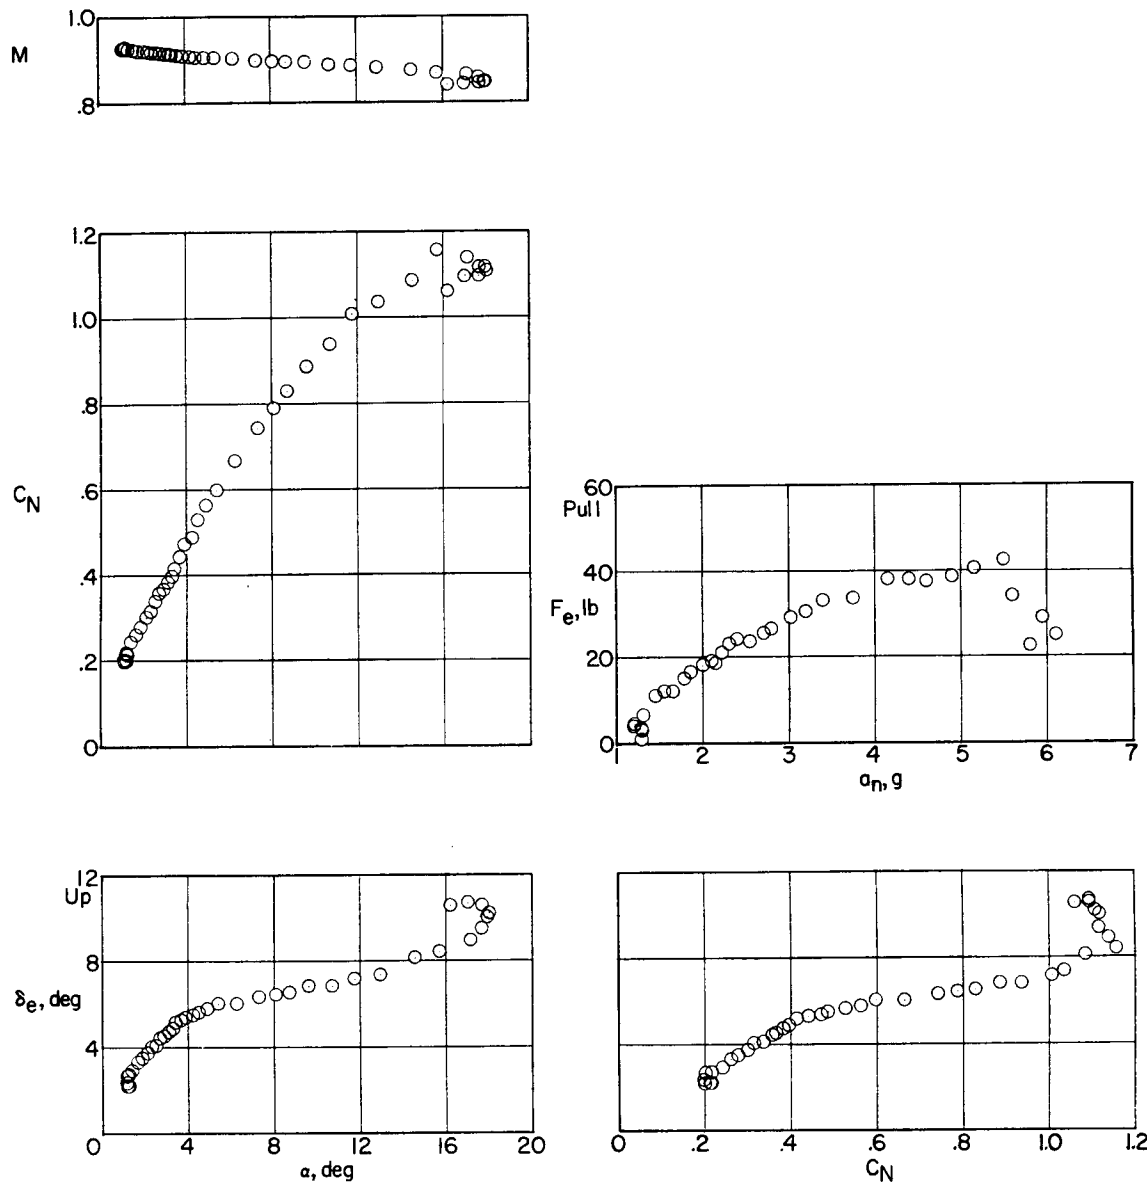 1.0
M
.8
1.2
1.0
.8
.6
C_N
.4
.2
0
60
Pull
40
F_e, lb
20
0
1 2 3 4 5 6 7
a_n, g
12
Up
8
δ_e, deg
4
0 4 8 12 16 20
α, deg
0 .2 .4 .6 .8 1.0 1.2
C_N